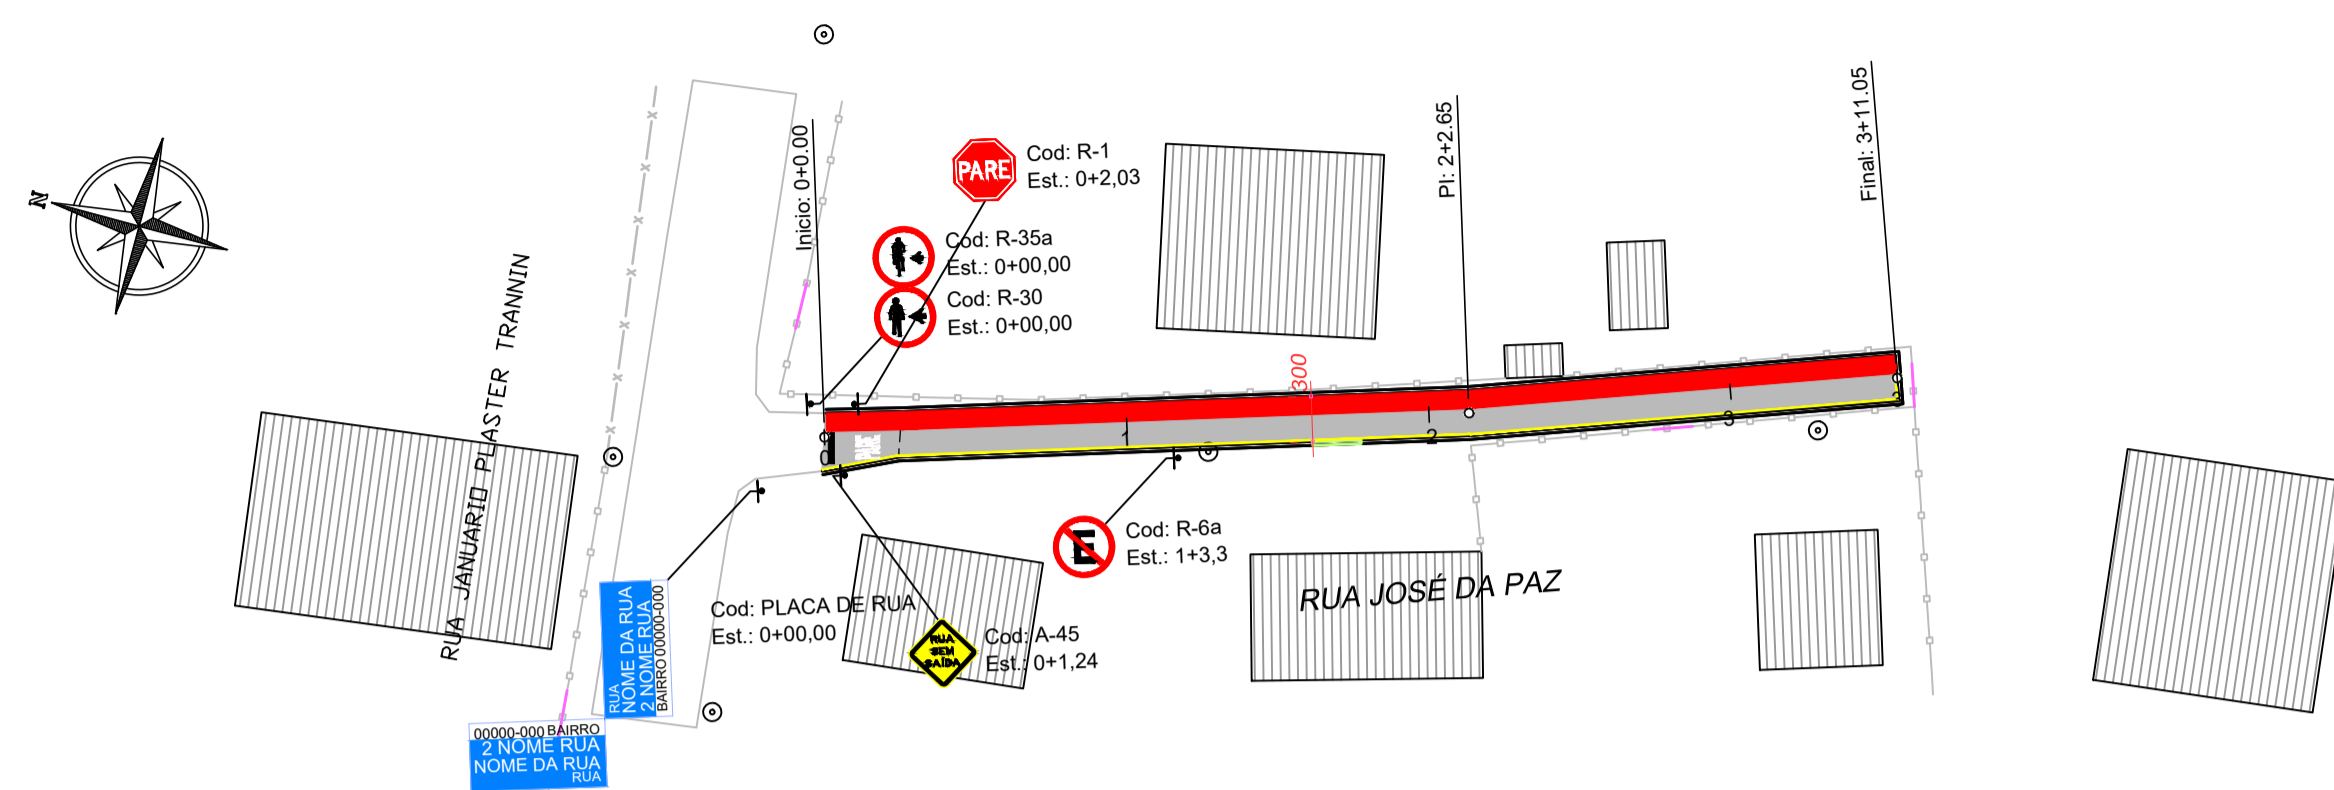 N
RUA JANUARIO PLASTER TRANNIN
Inicio: 0+0.00
PARE
Cod: R-1
Est.: 0+2,03
Cod: R-35a
Est.: 0+00,00
Cod: R-30
Est.: 0+00,00
PI: 2+2.65
Final: 3+11.05
300
0
PARE
1
2
3
E
Cod: R-6a
Est.: 1+3,3
RUA JOSÉ DA PAZ
Cod: PLACA DE RUA
Est.: 0+00,00
RUA
SEM
SAÍDA
Cod: A-45
Est.: 0+1,24
RUA
NOME DA RUA
2 NOME RUA
BAIRRO 00000-000
00000-000 BAIRRO
2 NOME RUA
NOME DA RUA
RUA